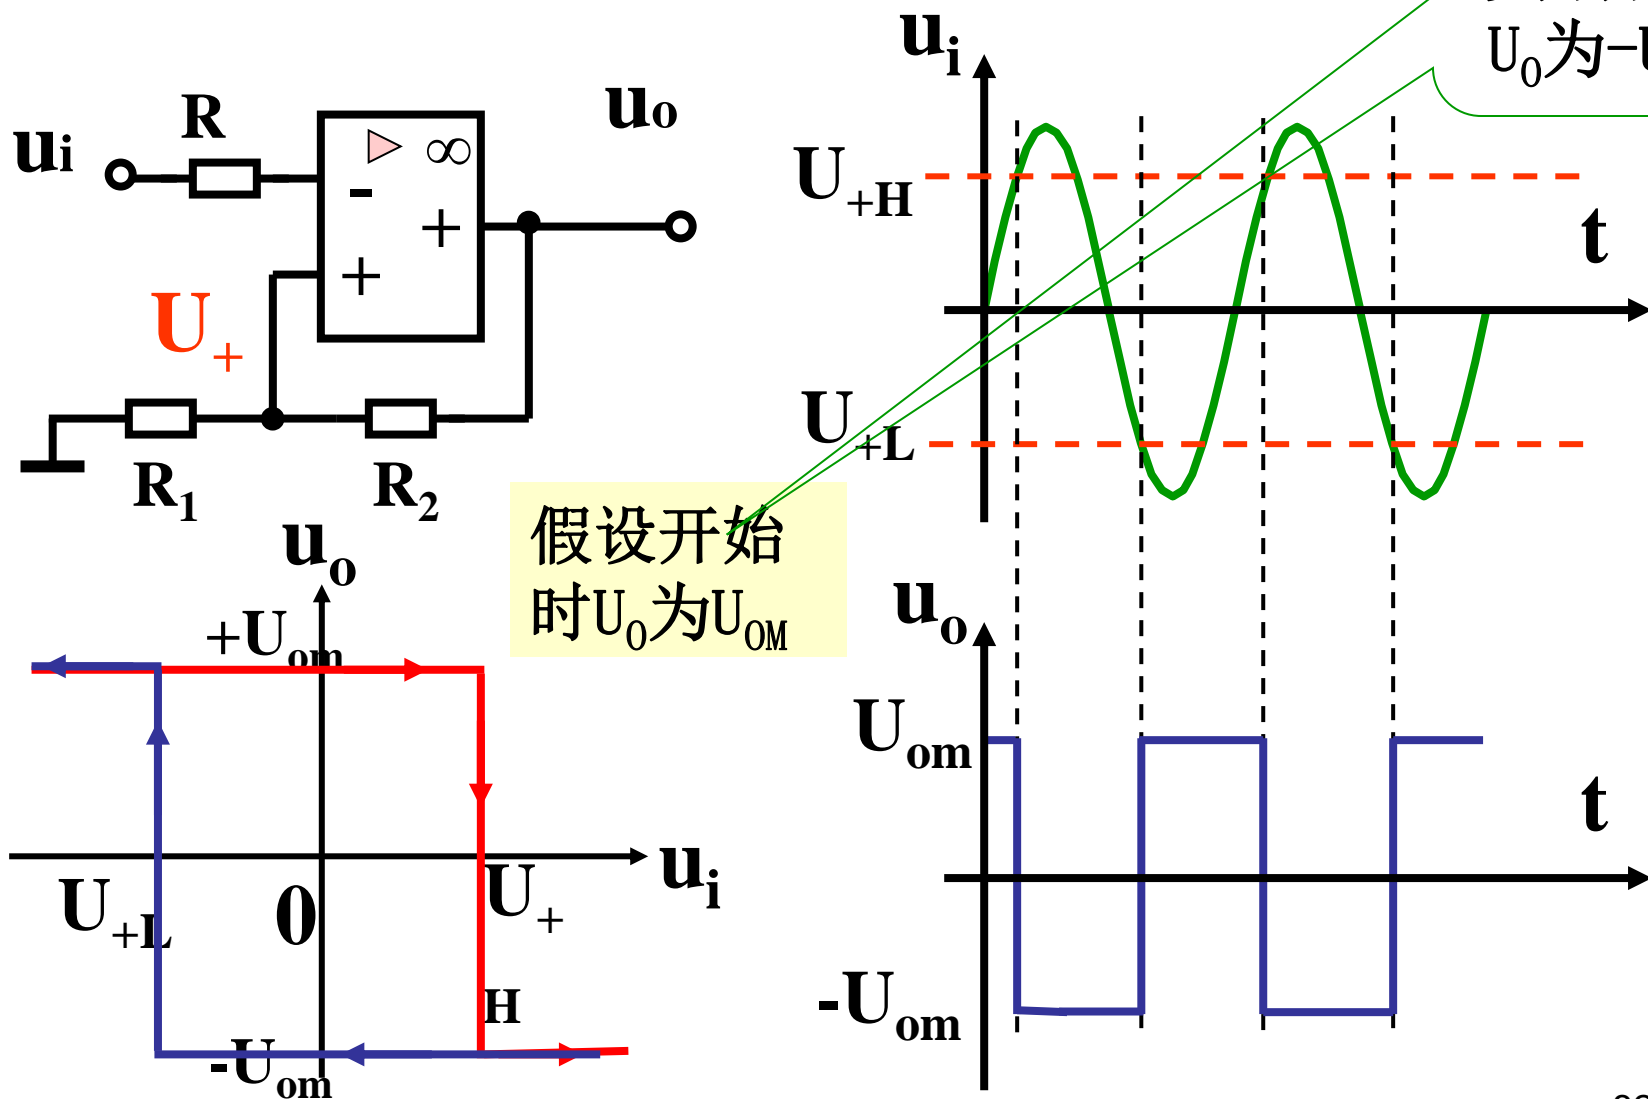 uᵢ
R
uₒ
▷ ∞
-
+
+
U₊
R₁
R₂
uᵢ
U₀为-U
U₊H
t
U₊L
假设开始
时U₀为U_OM
uₒ
+Uom
U₊L
0
U₊
H
uᵢ
-Uom
uₒ
Uom
t
-Uom